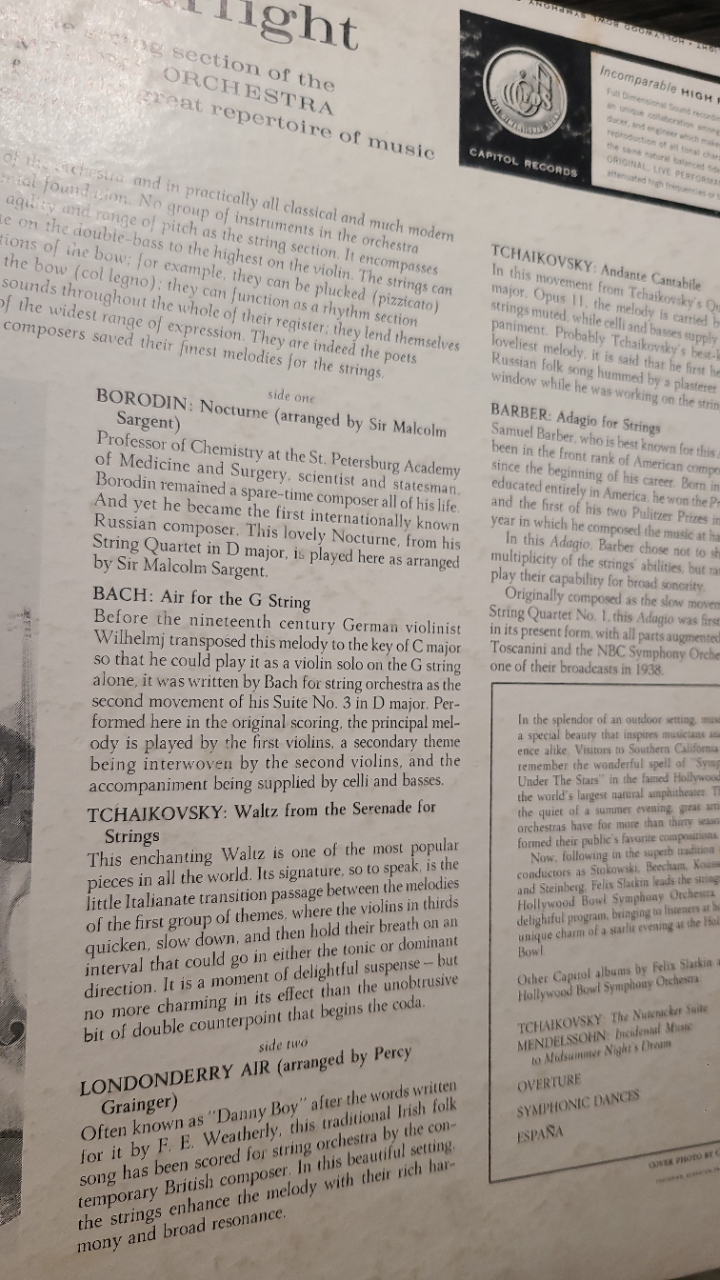 light
section of the
ORCHESTRA
great repertoire of music
of the orchestra and in practically all classical and much modern
foundation. No group of instruments in the orchestra
agility and range of pitch as the string section. It encompasses
on the double-bass to the highest on the violin. The strings can
tions of the bow; for example, they can be plucked (pizzicato)
the bow (col legno); they can function as a rhythm section
sounds throughout the whole of their register; they lend themselves
of the widest range of expression. They are indeed the poets
composers saved their finest melodies for the strings.
side one
BORODIN: Nocturne (arranged by Sir Malcolm
Sargent)
Professor of Chemistry at the St. Petersburg Academy
of Medicine and Surgery, scientist and statesman,
Borodin remained a spare-time composer all of his life.
And yet he became the first internationally known
Russian composer. This lovely Nocturne, from his
String Quartet in D major, is played here as arranged
by Sir Malcolm Sargent.
BACH: Air for the G String
Before the nineteenth century German violinist
Wilhelmj transposed this melody to the key of C major
so that he could play it as a violin solo on the G string
alone, it was written by Bach for string orchestra as the
second movement of his Suite No. 3 in D major. Per-
formed here in the original scoring, the principal mel-
ody is played by the first violins, a secondary theme
being interwoven by the second violins, and the
accompaniment being supplied by celli and basses.
TCHAIKOVSKY: Waltz from the Serenade for
Strings
This enchanting Waltz is one of the most popular
pieces in all the world. Its signature, so to speak, is the
little Italianate transition passage between the melodies
of the first group of themes, where the violins in thirds
quicken, slow down, and then hold their breath on an
interval that could go in either the tonic or dominant
direction. It is a moment of delightful suspense – but
no more charming in its effect than the unobtrusive
bit of double counterpoint that begins the coda.
side two
LONDONDERRY AIR (arranged by Percy
Grainger)
Often known as "Danny Boy" after the words written
for it by F. E. Weatherly, this traditional Irish folk
song has been scored for string orchestra by the con-
temporary British composer. In this beautiful setting,
the strings enhance the melody with their rich har-
mony and broad resonance.
HOLLYWOOD BOWL SYMPHONY
CAPITOL RECORDS
Incomparable HIGH
Full Dimensional Sound
an unique collaboration
ducer, and engineer which
reproduction of all tonal
the same natural balanced
ORIGINAL, LIVE
attenuated high frequencies or
TCHAIKOVSKY: Andante Cantabile
In this movement from Tchaikovsky's
major, Opus 11, the melody is carried
strings muted, while celli and basses supply
paniment. Probably Tchaikovsky's
loveliest melody, it is said that he first
Russian folk song hummed by a plasterer
window while he was working on the
BARBER: Adagio for Strings
Samuel Barber, who is best known for this
been in the front rank of American
since the beginning of his career. Born in
educated entirely in America, he won the
and the first of his two Pulitzer Prizes in
year in which he composed the music at
In this Adagio, Barber chose not to
multiplicity of the strings' abilities, but
play their capability for broad sonority.
Originally composed as the slow
String Quartet No. 1, this Adagio was first
in its present form, with all parts augmented
Toscanini and the NBC Symphony
one of their broadcasts in 1938.
In the splendor of an outdoor setting,
a special beauty that inspires musicians
ence alike. Visitors to Southern California
remember the wonderful spell of
Under The Stars" in the famed
the world's largest natural amphitheater.
the quiet of a summer evening, great
orchestras have for more than thirty
formed their public's favorite compositions.
Now, following in the superb tradition
conductors as Stokowski, Beecham,
and Steinberg, Felix Slatkin leads the
Hollywood Bowl Symphony Orchestra
delightful program, bringing to listeners at
unique charm of a starlit evening at the
Bowl.
Other Capitol albums by Felix Slatkin
Hollywood Bowl Symphony Orchestra
TCHAIKOVSKY: The Nutcracker Suite
MENDELSSOHN: Incidental Music
to Midsummer Night's Dream
OVERTURE
SYMPHONIC DANCES
ESPAÑA
COVER PHOTO BY